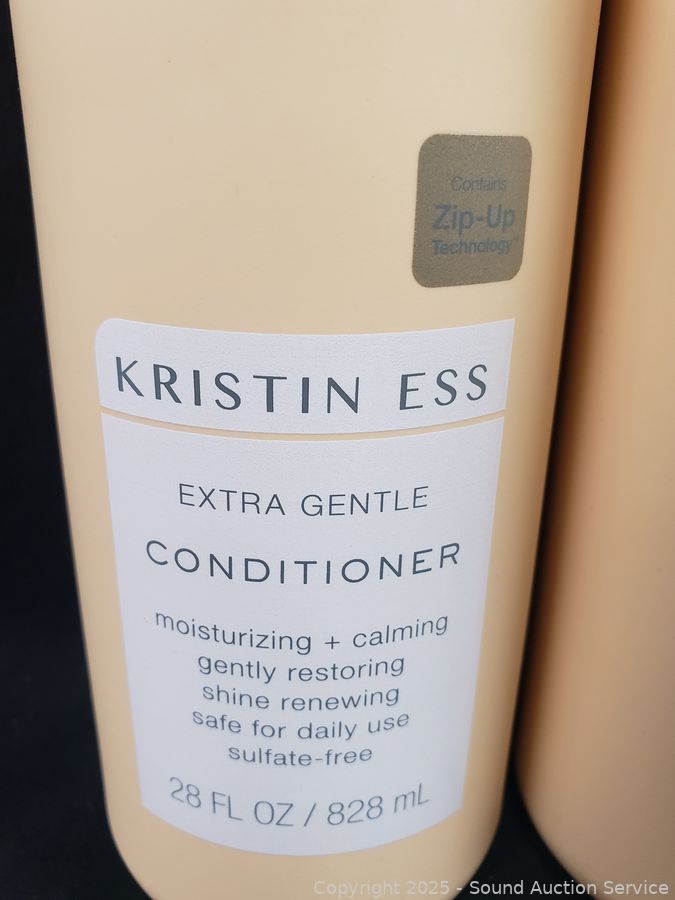 Contains
Zip-Up
Technology
KRISTIN ESS
EXTRA GENTLE
CONDITIONER
moisturizing + calming
gently restoring
shine renewing
safe for daily use
sulfate-free
28 FL OZ / 828 mL
Copyright 2025 - Sound Auction Service